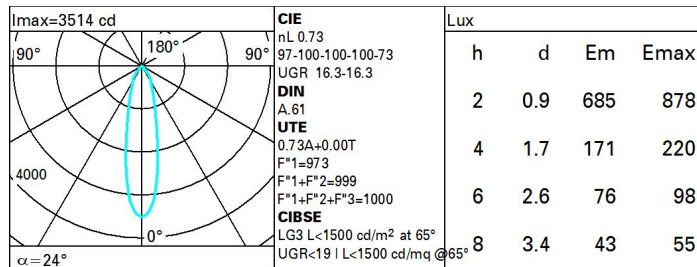 Imax=3514 cd
90°
180°
90°
4000
0°
α=24°
CIE
nL 0.73
97-100-100-100-73
UGR 16.3-16.3
DIN
A.61
UTE
0.73A+0.00T
F"1=973
F"1+F"2=999
F"1+F"2+F"3=1000
CIBSE
LG3 L<1500 cd/m² at 65°
UGR<19 | L<1500 cd/mq @65°
Lux
h d Em Emax
2 0.9 685 878
4 1.7 171 220
6 2.6 76 98
8 3.4 43 55